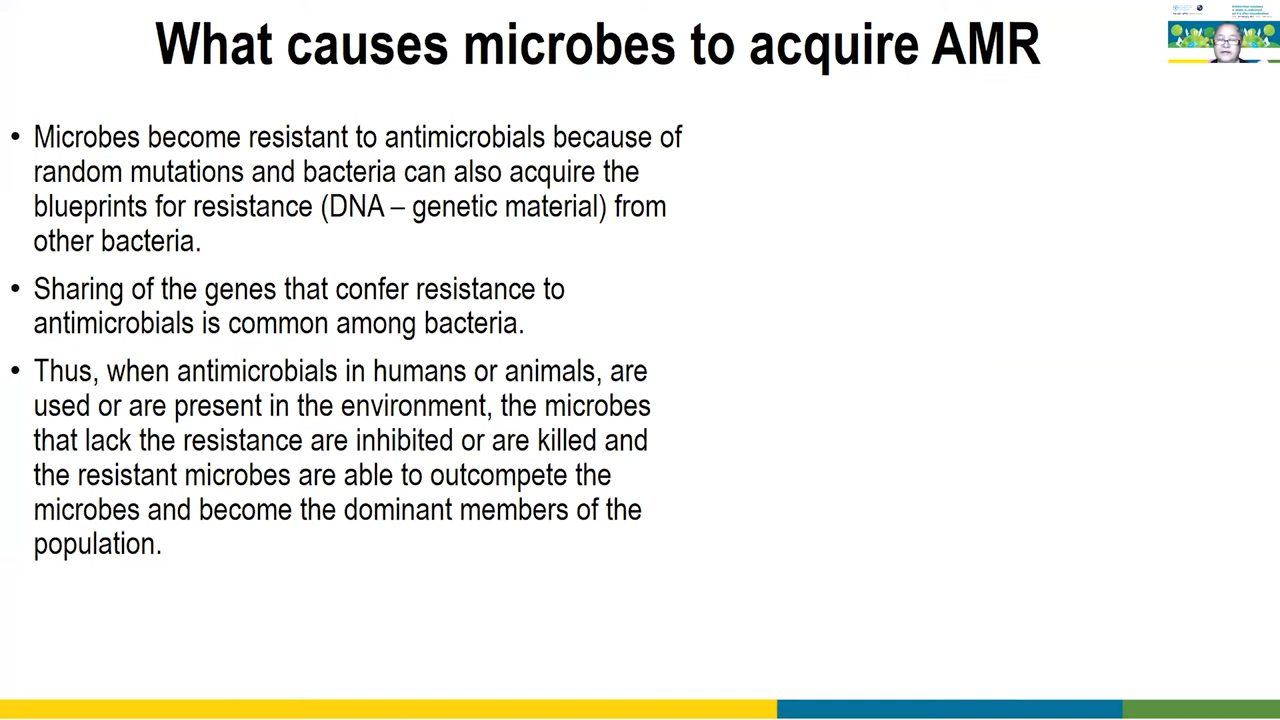 What causes microbes to acquire AMR
• Microbes become resistant to antimicrobials because of
random mutations and bacteria can also acquire the
blueprints for resistance (DNA – genetic material) from
other bacteria.
• Sharing of the genes that confer resistance to
antimicrobials is common among bacteria.
• Thus, when antimicrobials in humans or animals, are
used or are present in the environment, the microbes
that lack the resistance are inhibited or are killed and
the resistant microbes are able to outcompete the
microbes and become the dominant members of the
population.